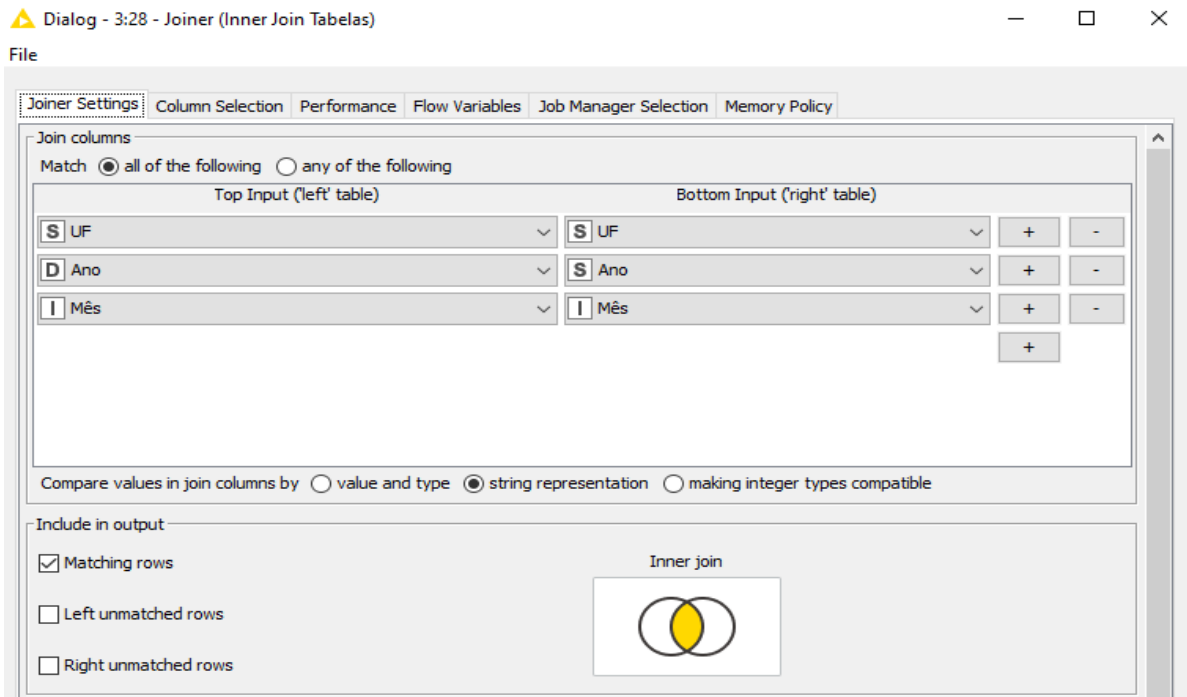 Dialog - 3:28 - Joiner (Inner Join Tabelas)
File
Joiner Settings Column Selection Performance Flow Variables Job Manager Selection Memory Policy
Join columns
Match all of the following any of the following
Top Input ('left' table) Bottom Input ('right' table)
S UF S UF + -
D Ano S Ano + -
I Mês I Mês + -
+
Compare values in join columns by value and type string representation making integer types compatible
Include in output
Matching rows Inner join
Left unmatched rows
Right unmatched rows